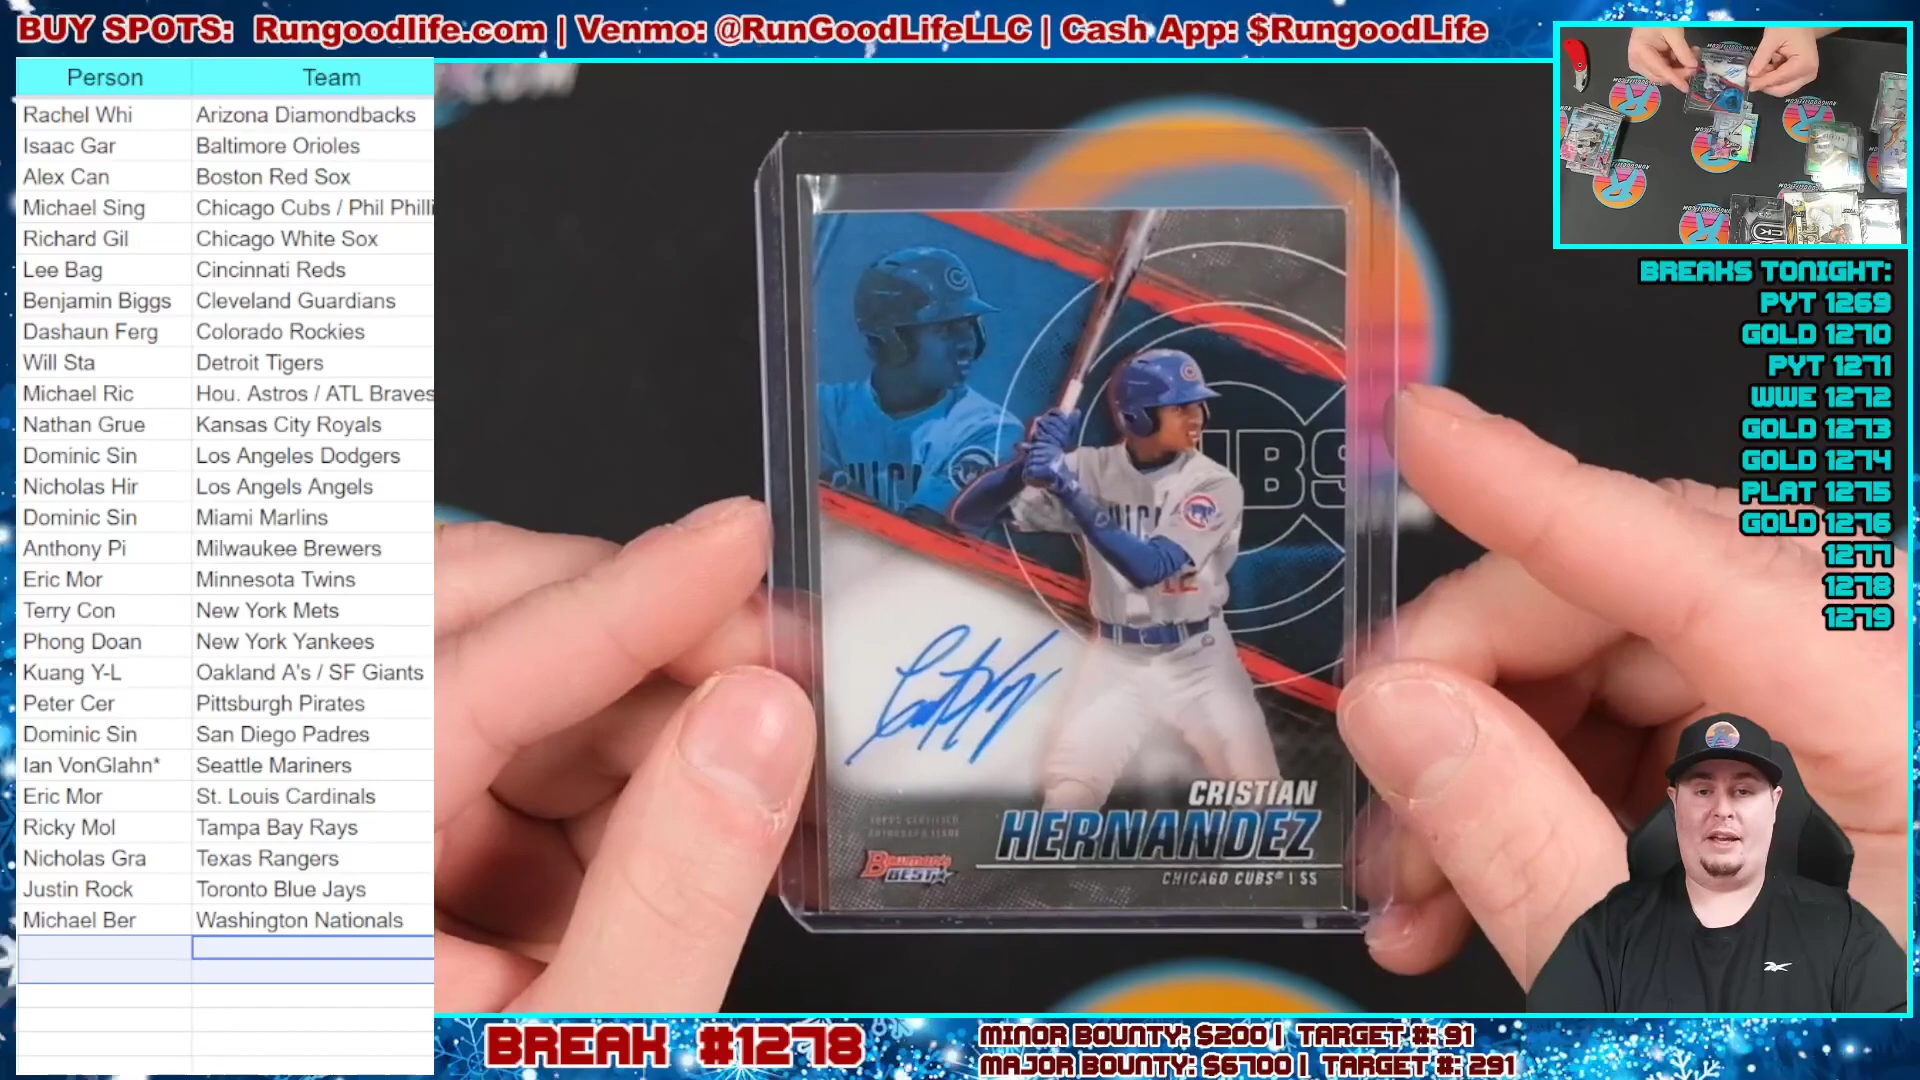 BUY SPOTS: Rungoodlife.com | Venmo: @RunGoodLifeLLC | Cash App: $RungoodLife
Person Team
Rachel Whi Arizona Diamondbacks
Isaac Gar Baltimore Orioles
Alex Can Boston Red Sox
Michael Sing Chicago Cubs / Phil Philli
Richard Gil Chicago White Sox
Lee Bag Cincinnati Reds
Benjamin Biggs Cleveland Guardians
Dashaun Ferg Colorado Rockies
Will Sta Detroit Tigers
Michael Ric Hou. Astros / ATL Braves
Nathan Grue Kansas City Royals
Dominic Sin Los Angeles Dodgers
Nicholas Hir Los Angels Angels
Dominic Sin Miami Marlins
Anthony Pi Milwaukee Brewers
Eric Mor Minnesota Twins
Terry Con New York Mets
Phong Doan New York Yankees
Kuang Y-L Oakland A's / SF Giants
Peter Cer Pittsburgh Pirates
Dominic Sin San Diego Padres
Ian VonGlahn* Seattle Mariners
Eric Mor St. Louis Cardinals
Ricky Mol Tampa Bay Rays
Nicholas Gra Texas Rangers
Justin Rock Toronto Blue Jays
Michael Ber Washington Nationals
UBS
CHIC
12
TOPPS CERTIFIED
AUTOGRAPH ISSUE
Bowman's
BEST
CRISTIAN
HERNANDEZ
CHICAGO CUBS® | SS
BREAKS TONIGHT:
PYT 1269
GOLD 1270
PYT 1271
WWE 1272
GOLD 1273
GOLD 1274
PLAT 1275
GOLD 1276
1277
1278
1279
BREAK #1278
MINOR BOUNTY: $200 | TARGET #: 91
MAJOR BOUNTY: $6700 | TARGET #: 291